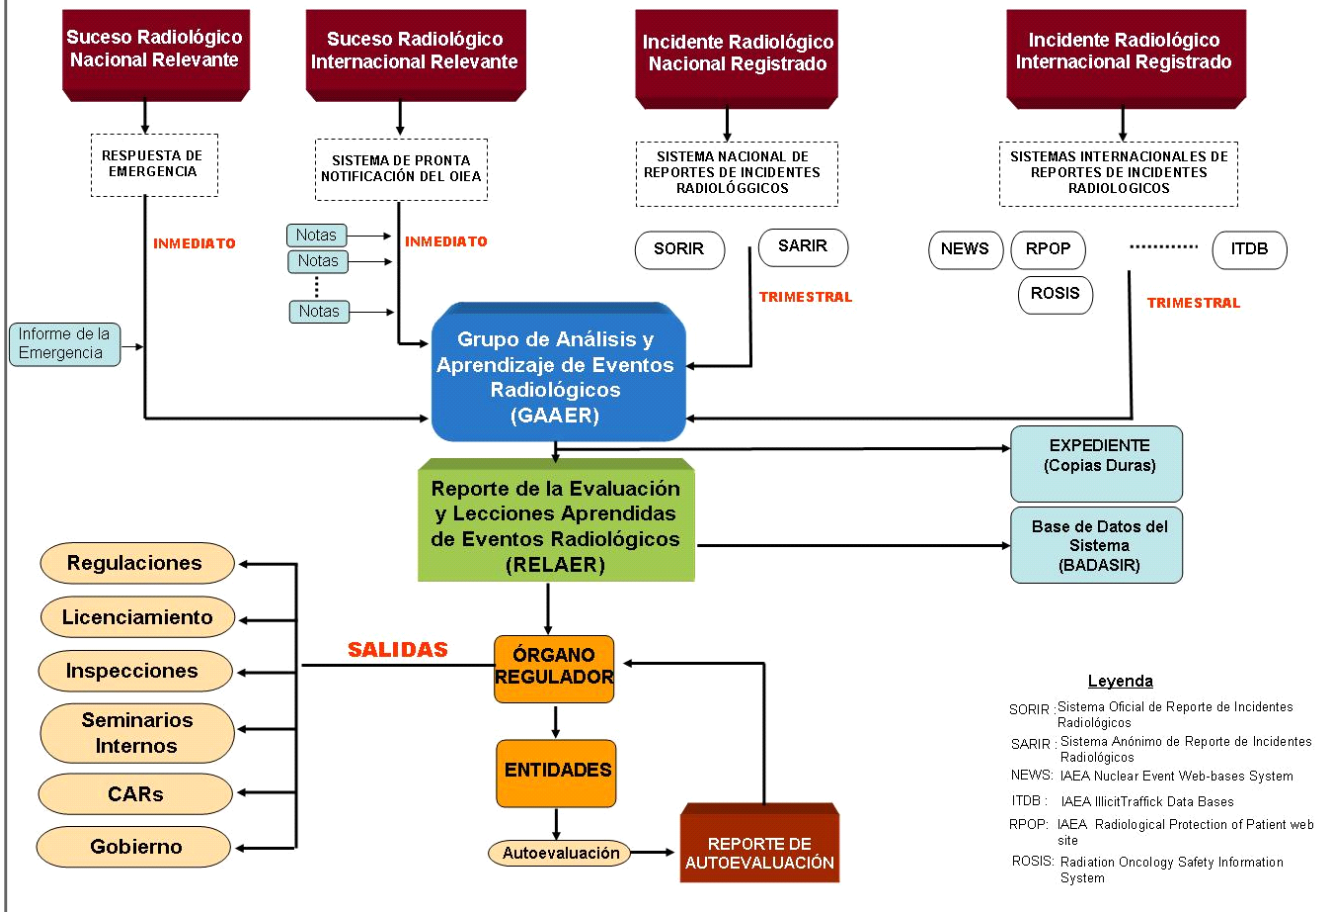 Suceso Radiológico
Nacional Relevante
Suceso Radiológico
Internacional Relevante
Incidente Radiológico
Nacional Registrado
Incidente Radiológico
Internacional Registrado
RESPUESTA DE
EMERGENCIA
SISTEMA DE PRONTA
NOTIFICACIÓN DEL OIEA
SISTEMA NACIONAL DE
REPORTES DE INCIDENTES
RADIOLÓGGICOS
SISTEMAS INTERNACIONALES DE
REPORTES DE INCIDENTES
RADIOLOGICOS
INMEDIATO
Notas
Notas
Notas
INMEDIATO
SORIR
SARIR
TRIMESTRAL
NEWS
RPOP
ROSIS
ITDB
TRIMESTRAL
Informe de la
Emergencia
Grupo de Análisis y
Aprendizaje de Eventos
Radiológicos
(GAAER)
EXPEDIENTE
(Copias Duras)
Reporte de la Evaluación
y Lecciones Aprendidas
de Eventos Radiológicos
(RELAER)
Base de Datos del
Sistema
(BADASIR)
Regulaciones
Licenciamiento
Inspecciones
Seminarios
Internos
CARs
Gobierno
SALIDAS
ÓRGANO
REGULADOR
ENTIDADES
Autoevaluación
REPORTE DE
AUTOEVALUACIÓN
Leyenda
SORIR : Sistema Oficial de Reporte de Incidentes
Radiológicos
SARIR : Sistema Anónimo de Reporte de Incidentes
Radiológicos
NEWS: IAEA Nuclear Event Web-bases System
ITDB : IAEA IllicitTraffick Data Bases
RPOP: IAEA Radiological Protection of Patient web
site
ROSIS: Radiation Oncology Safety Information
System